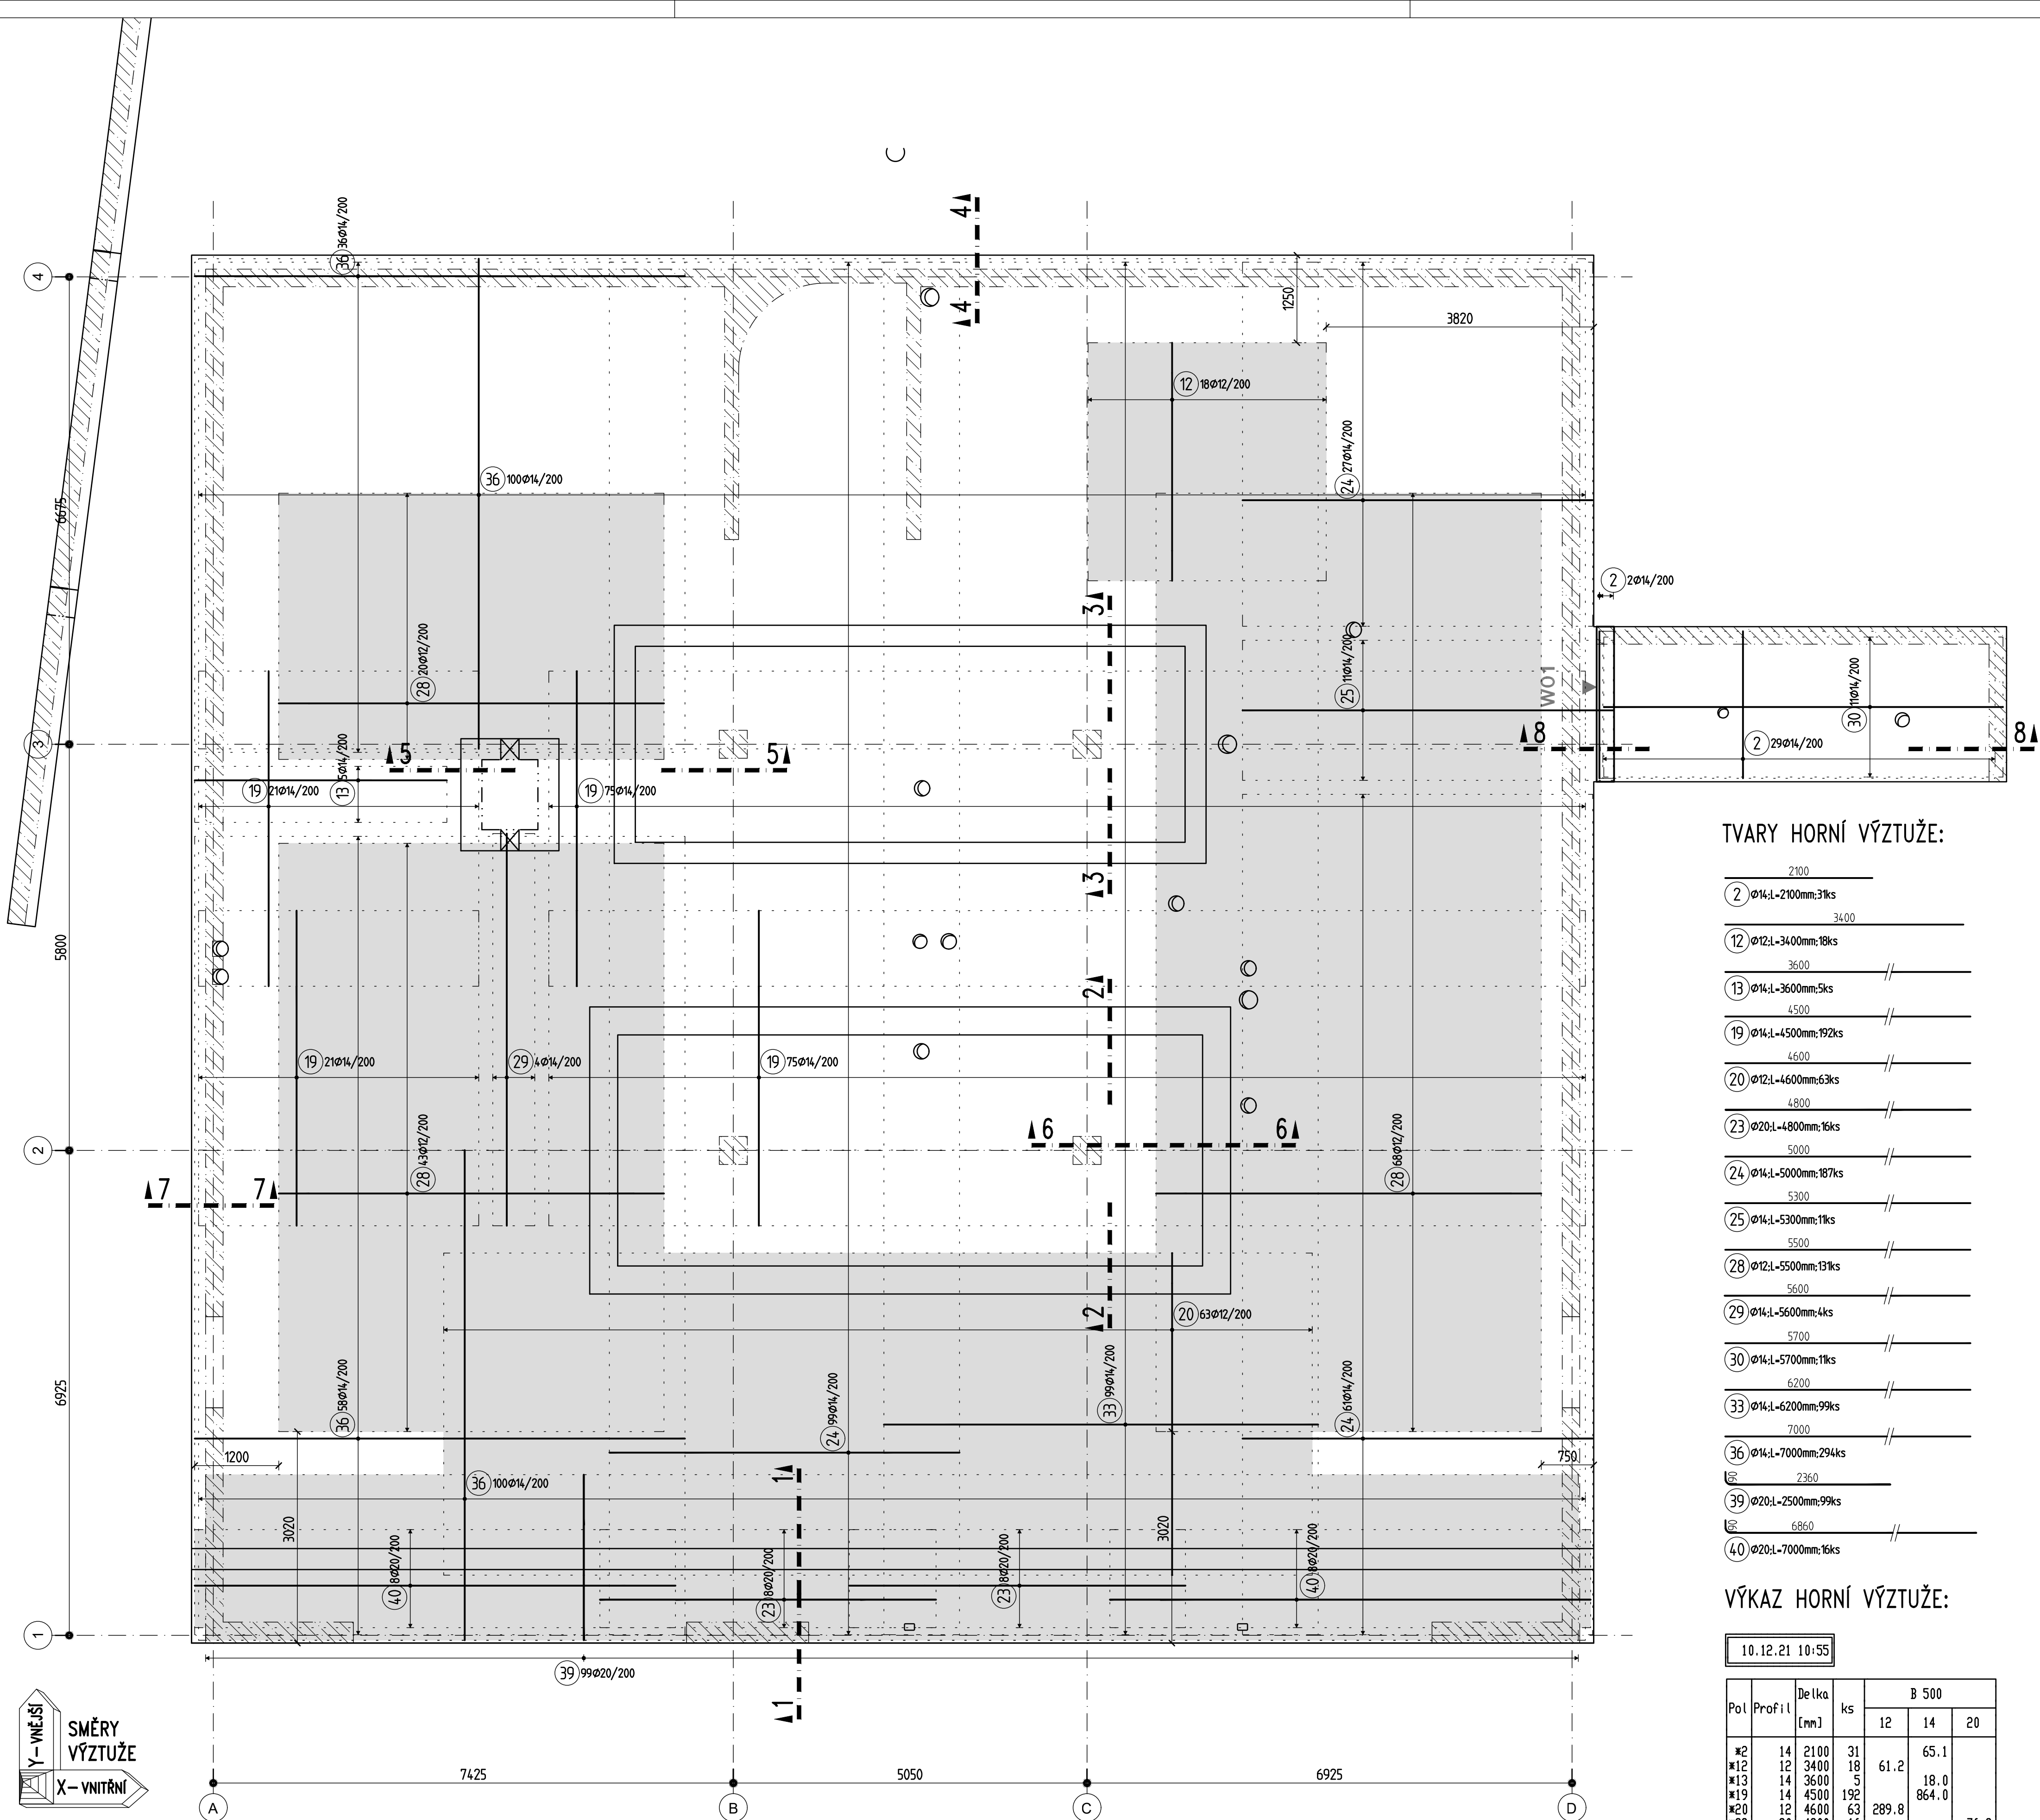 4
4
4
36 36Ø14/200
1250
3820
12 18Ø12/200
36 100Ø14/200
24 27Ø14/200
6675
2 2Ø14/200
3
28 20Ø12/200
25 11Ø14/200
W01
30 11Ø14/200
3
5
5
8
8
2 29Ø14/200
13 5Ø14/200
19 21Ø14/200
19 75Ø14/200
3
5800
2
19 21Ø14/200
29 4Ø14/200
19 75Ø14/200
2
6
6
28 43Ø12/200
28 68Ø12/200
7
7
2
20 63Ø12/200
6925
36 58Ø14/200
24 99Ø14/200
33 99Ø14/200
24 61Ø14/200
1200
750
1
36 100Ø14/200
3020
3020
40 8Ø20/200
23 8Ø20/200
23 8Ø20/200
40 8Ø20/200
1
39 99Ø20/200
1
Y- VNĚJŠÍ
SMĚRY
VÝZTUŽE
X- VNITŘNÍ
7425
5050
6925
A
B
C
D
TVARY HORNÍ VÝZTUŽE:
2100
2 Ø14;L=2100mm;31ks
3400
12 Ø12;L=3400mm;18ks
3600
13 Ø14;L=3600mm;5ks
4500
19 Ø14;L=4500mm;192ks
4600
20 Ø12;L=4600mm;63ks
4800
23 Ø20;L=4800mm;16ks
5000
24 Ø14;L=5000mm;187ks
5300
25 Ø14;L=5300mm;11ks
5500
28 Ø12;L=5500mm;131ks
5600
29 Ø14;L=5600mm;4ks
5700
30 Ø14;L=5700mm;11ks
6200
33 Ø14;L=6200mm;99ks
7000
36 Ø14;L=7000mm;294ks
190 2360
39 Ø20;L=2500mm;99ks
190 6860
40 Ø20;L=7000mm;16ks
VÝKAZ HORNÍ VÝZTUŽE:
10.12.21 10:55
Pol Profil Delka [mm] ks B 500
12 14 20
*2 14 2100 31 65.1
*12 12 3400 18 61.2
*13 14 3600 5 18.0
*19 14 4500 192 864.0
*20 12 4600 63 289.8